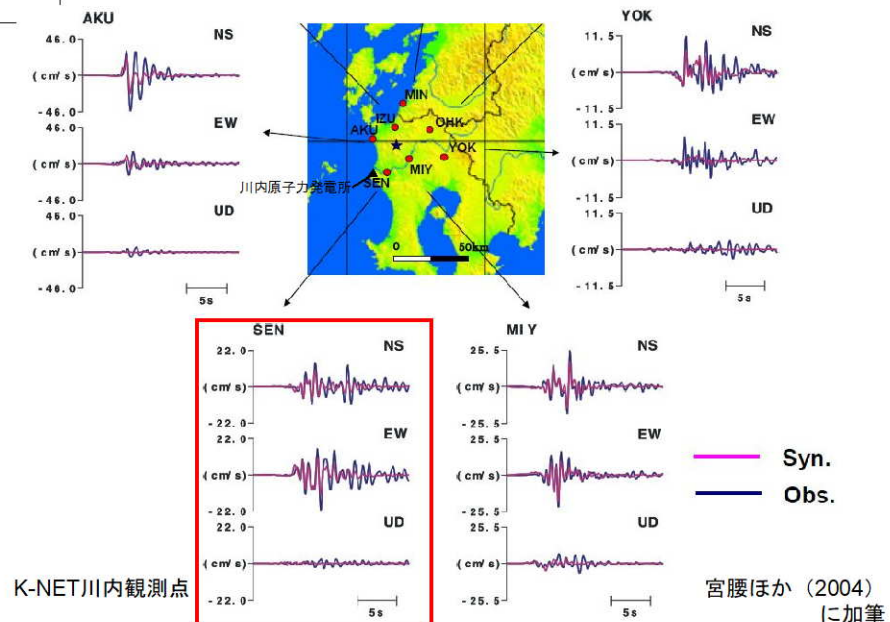 AKU
NS
46.0
(cm/s)
-46.0
EW
46.0
(cm/s)
-46.0
UD
46.0
(cm/s)
-46.0
5s
MIN
IZU
OHK
AKU
YOK
MIY
SEN
川内原子力発電所
0 50km
YOK
NS
11.5
(cm/s)
-11.5
EW
11.5
(cm/s)
-11.5
UD
11.5
(cm/s)
-11.5
5s
SEN
NS
22.0
(cm/s)
-22.0
EW
22.0
(cm/s)
-22.0
UD
22.0
(cm/s)
-22.0
5s
MIY
NS
25.5
(cm/s)
-25.5
EW
25.5
(cm/s)
-25.5
UD
25.5
(cm/s)
-25.5
5s
Syn.
Obs.
K-NET川内観測点
宮腰ほか（2004）
に加筆